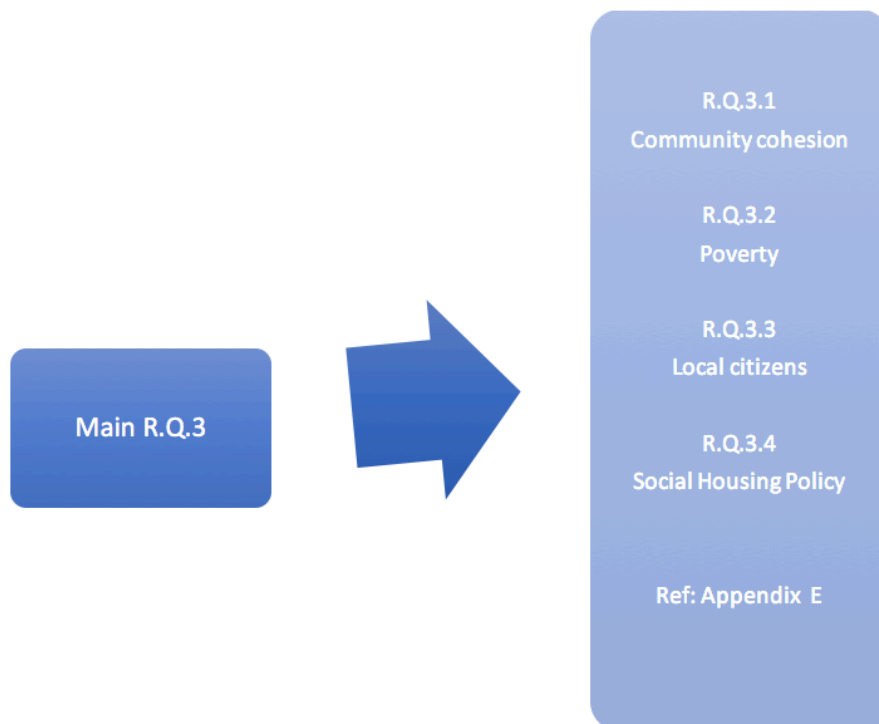 Main R.Q.3
R.Q.3.1
Community cohesion
R.Q.3.2
Poverty
R.Q.3.3
Local citizens
R.Q.3.4
Social Housing Policy
Ref: Appendix E